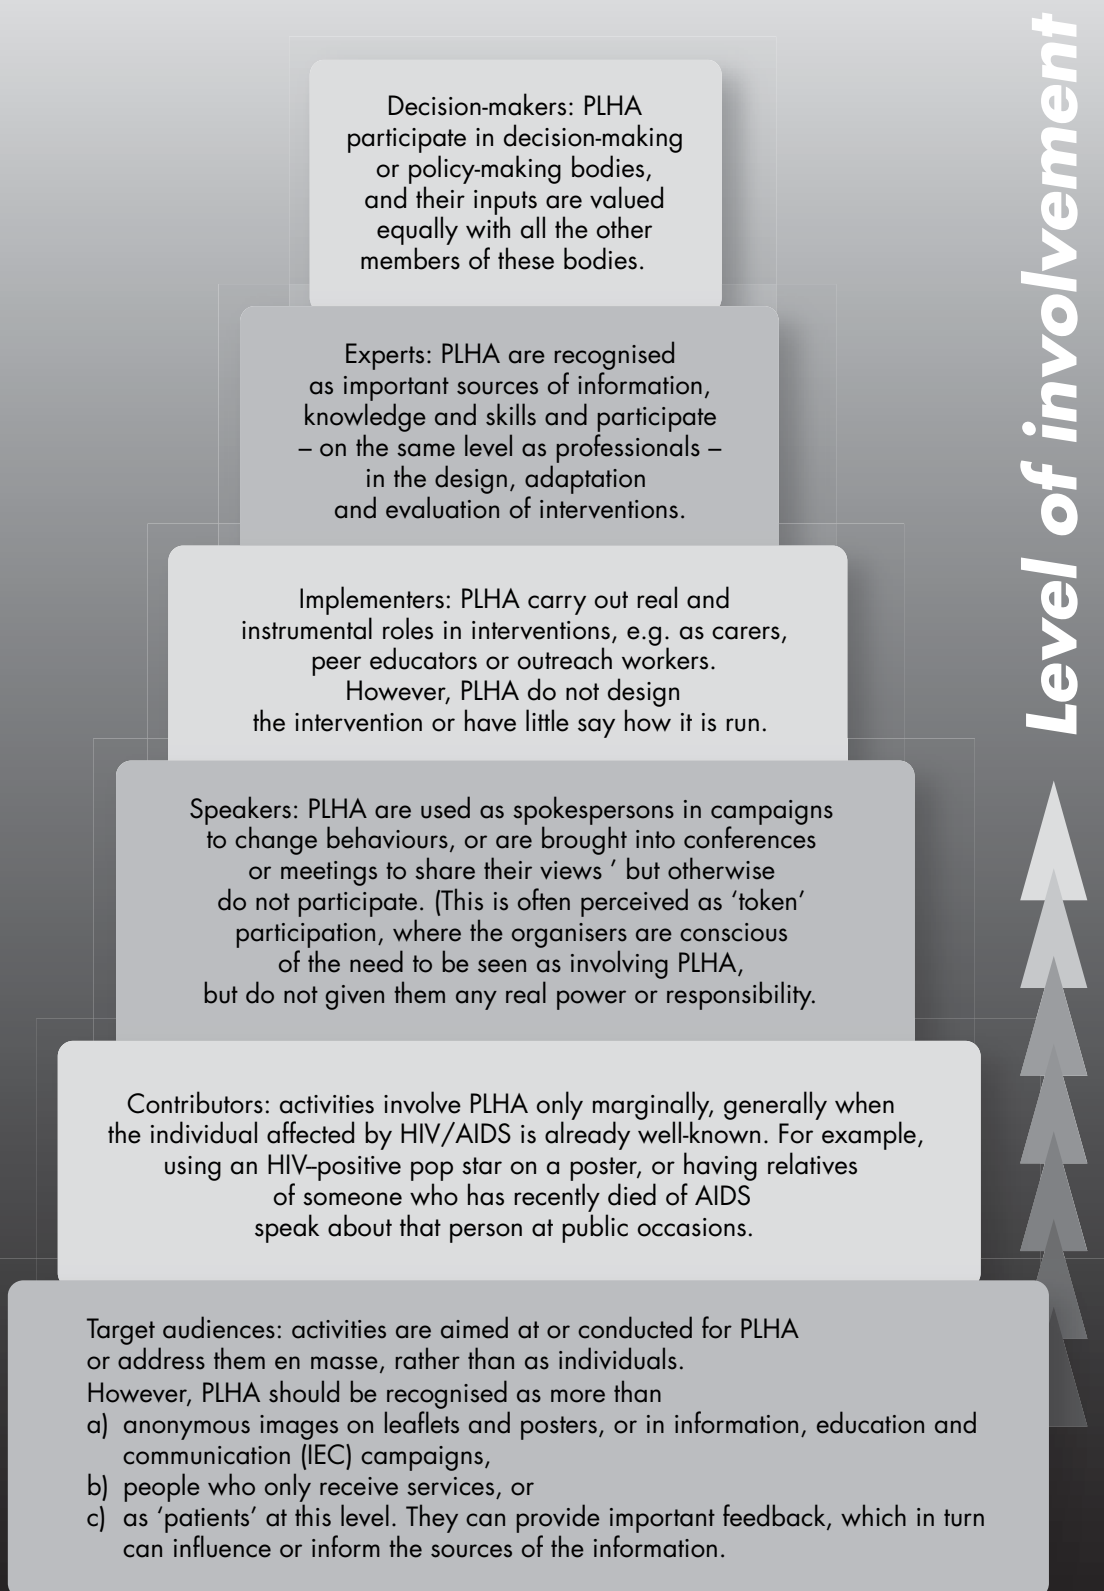 Level of involvement
Decision-makers: PLHA
participate in decision-making
or policy-making bodies,
and their inputs are valued
equally with all the other
members of these bodies.
Experts: PLHA are recognised
as important sources of information,
knowledge and skills and participate
– on the same level as professionals –
in the design, adaptation
and evaluation of interventions.
Implementers: PLHA carry out real and
instrumental roles in interventions, e.g. as carers,
peer educators or outreach workers.
However, PLHA do not design
the intervention or have little say how it is run.
Speakers: PLHA are used as spokespersons in campaigns
to change behaviours, or are brought into conferences
or meetings to share their views ’ but otherwise
do not participate. (This is often perceived as ‘token’
participation, where the organisers are conscious
of the need to be seen as involving PLHA,
but do not given them any real power or responsibility.
Contributors: activities involve PLHA only marginally, generally when
the individual affected by HIV/AIDS is already well-known. For example,
using an HIV–positive pop star on a poster, or having relatives
of someone who has recently died of AIDS
speak about that person at public occasions.
Target audiences: activities are aimed at or conducted for PLHA
or address them en masse, rather than as individuals.
However, PLHA should be recognised as more than
a) anonymous images on leaflets and posters, or in information, education and
communication (IEC) campaigns,
b) people who only receive services, or
c) as ‘patients’ at this level. They can provide important feedback, which in turn
can influence or inform the sources of the information.